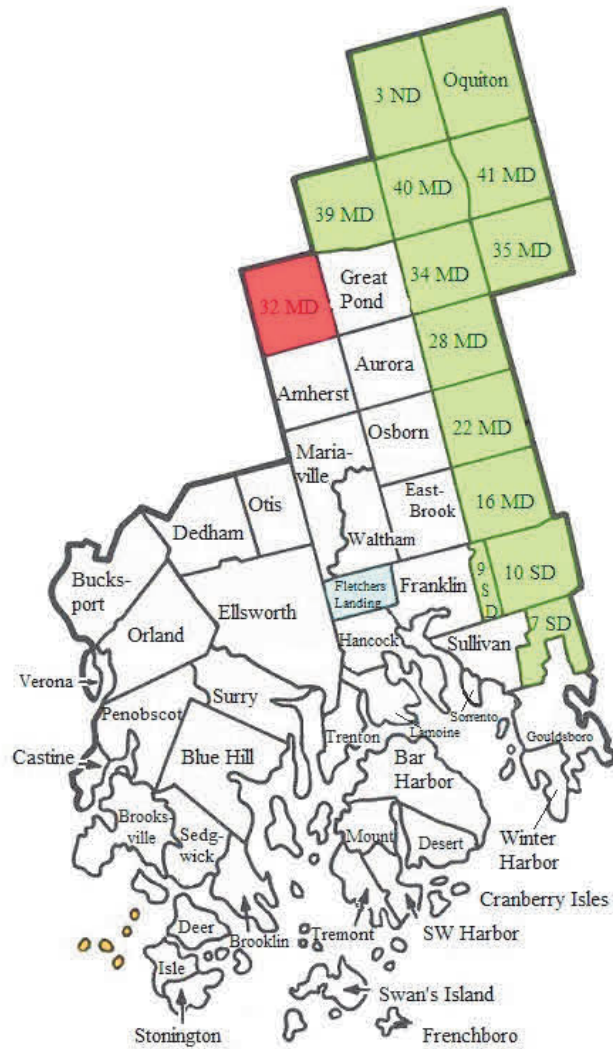 3 ND
Oquiton
39 MD
40 MD
41 MD
32 MD
Great
Pond
34 MD
35 MD
28 MD
Aurora
Amherst
Osborn
22 MD
Maria-
ville
East-
Brook
16 MD
Otis
Dedham
Waltham
Bucks-
port
Fletchers
Landing
Franklin
9
S
D
10 SD
Ellsworth
Orland
Hancock
Sullivan
7 SD
Verona
Surry
Penobscot
Trenton
Lamoine
Sorrento
Gouldsboro
Castine
Blue Hill
Bar
Harbor
Brooks-
ville
Sedg-
wick
Mount
Desert
Winter
Harbor
Cranberry Isles
Deer
Brooklin
Tremont
SW Harbor
Isle
Swan's Island
Stonington
Frenchboro